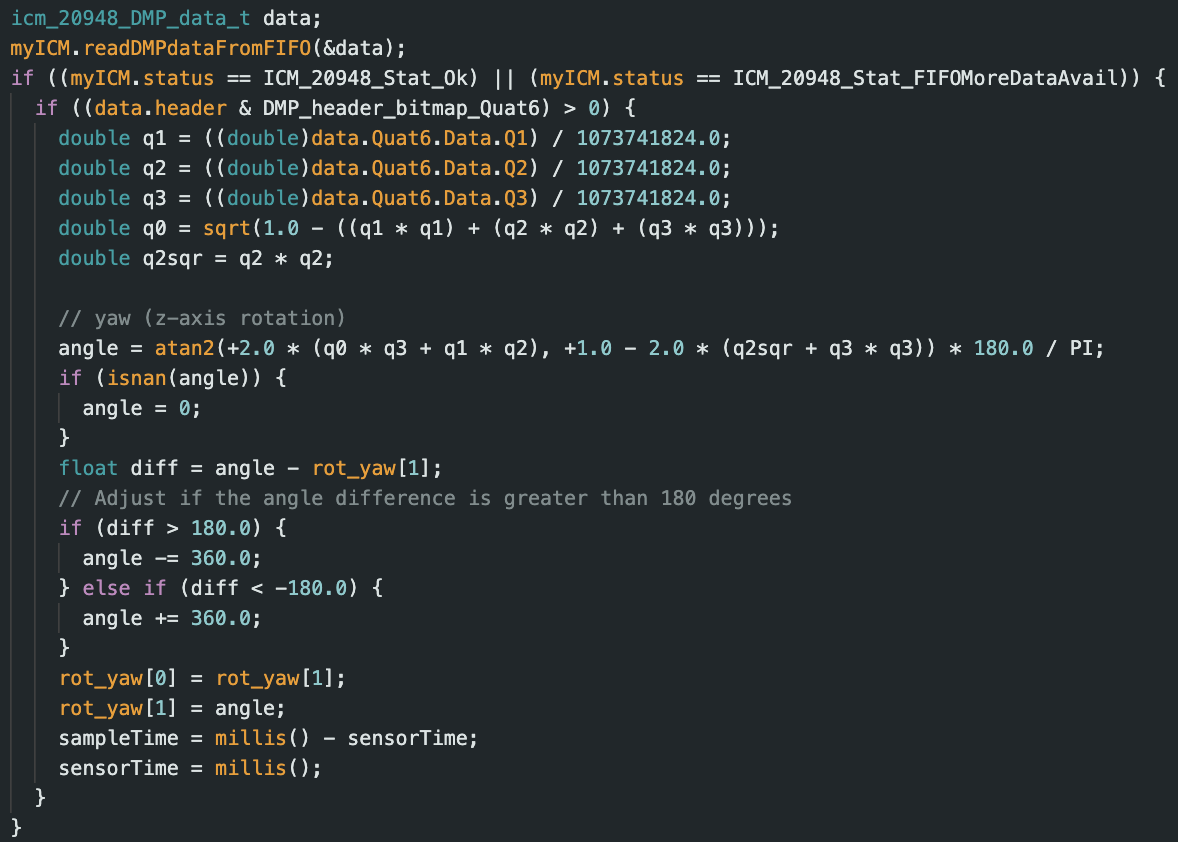 icm_20948_DMP_data_t data;
myICM.readDMPdataFromFIFO(&data);
if ((myICM.status == ICM_20948_Stat_Ok) || (myICM.status == ICM_20948_Stat_FIFOMoreDataAvail)) {
  if ((data.header & DMP_header_bitmap_Quat6) > 0) {
    double q1 = ((double)data.Quat6.Data.Q1) / 1073741824.0;
    double q2 = ((double)data.Quat6.Data.Q2) / 1073741824.0;
    double q3 = ((double)data.Quat6.Data.Q3) / 1073741824.0;
    double q0 = sqrt(1.0 - ((q1 * q1) + (q2 * q2) + (q3 * q3)));
    double q2sqr = q2 * q2;

    // yaw (z-axis rotation)
    angle = atan2(+2.0 * (q0 * q3 + q1 * q2), +1.0 - 2.0 * (q2sqr + q3 * q3)) * 180.0 / PI;
    if (isnan(angle)) {
      angle = 0;
    }
    float diff = angle - rot_yaw[1];
    // Adjust if the angle difference is greater than 180 degrees
    if (diff > 180.0) {
      angle -= 360.0;
    } else if (diff < -180.0) {
      angle += 360.0;
    }
    rot_yaw[0] = rot_yaw[1];
    rot_yaw[1] = angle;
    sampleTime = millis() - sensorTime;
    sensorTime = millis();
  }
}